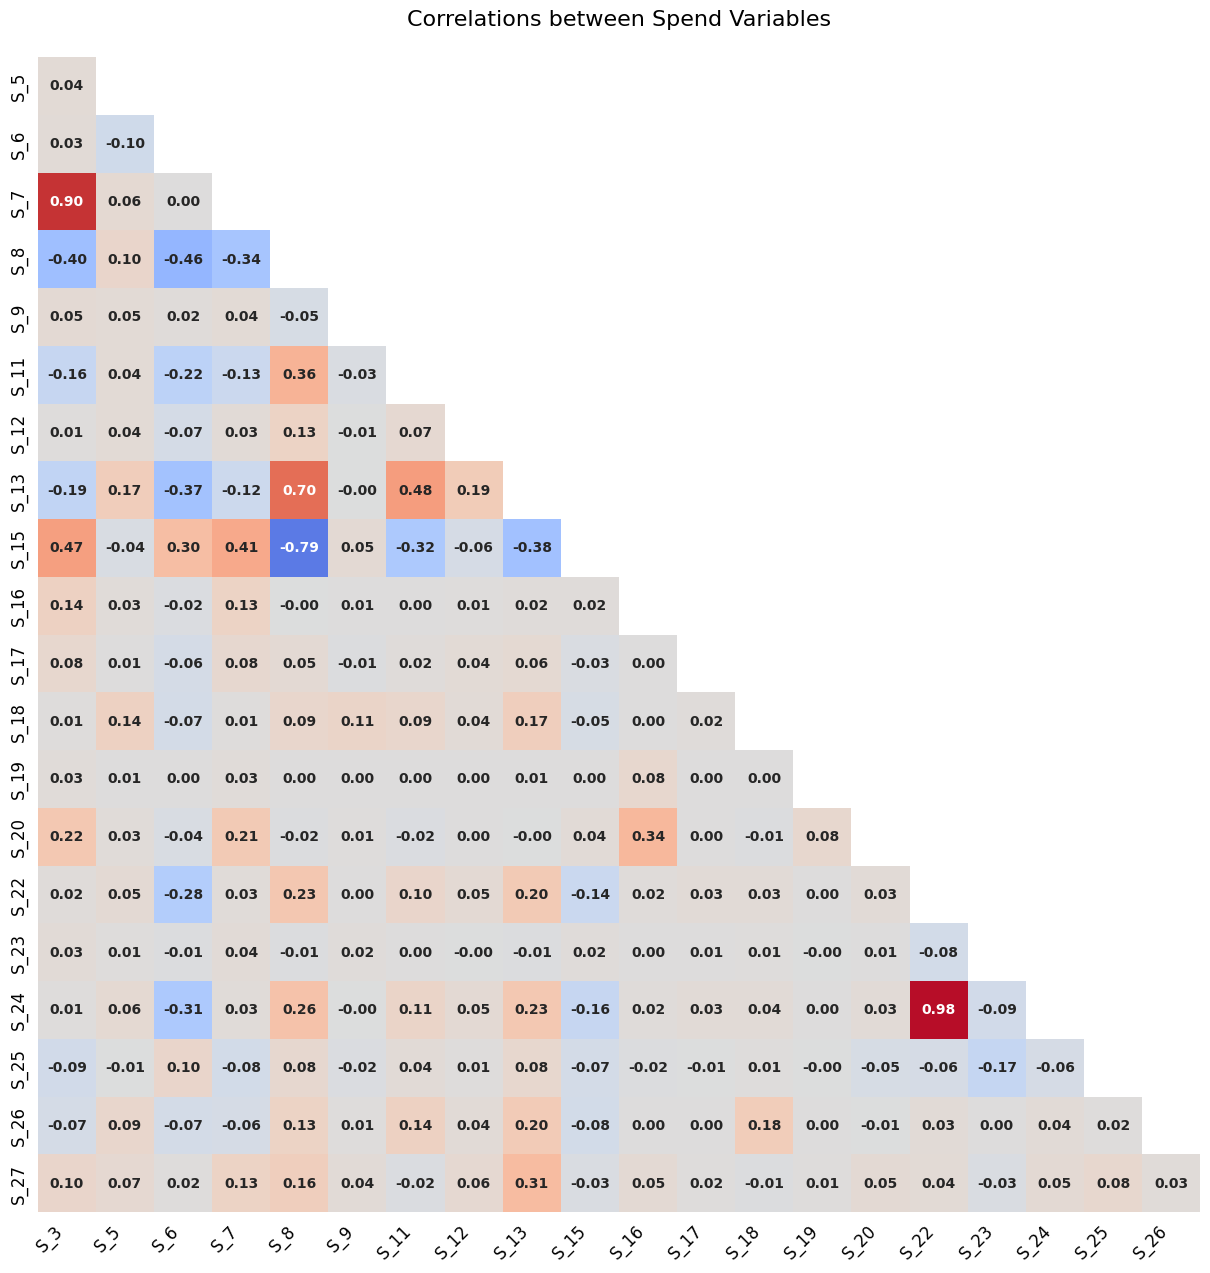 Correlations between Spend Variables
S_5 0.04
S_6 0.03 -0.10
S_7 0.90 0.06 0.00
S_8 -0.40 0.10 -0.46 -0.34
S_9 0.05 0.05 0.02 0.04 -0.05
S_11 -0.16 0.04 -0.22 -0.13 0.36 -0.03
S_12 0.01 0.04 -0.07 0.03 0.13 -0.01 0.07
S_13 -0.19 0.17 -0.37 -0.12 0.70 -0.00 0.48 0.19
S_15 0.47 -0.04 0.30 0.41 -0.79 0.05 -0.32 -0.06 -0.38
S_16 0.14 0.03 -0.02 0.13 -0.00 0.01 0.00 0.01 0.02 0.02
S_17 0.08 0.01 -0.06 0.08 0.05 -0.01 0.02 0.04 0.06 -0.03 0.00
S_18 0.01 0.14 -0.07 0.01 0.09 0.11 0.09 0.04 0.17 -0.05 0.00 0.02
S_19 0.03 0.01 0.00 0.03 0.00 0.00 0.00 0.00 0.01 0.00 0.08 0.00 0.00
S_20 0.22 0.03 -0.04 0.21 -0.02 0.01 -0.02 0.00 -0.00 0.04 0.34 0.00 -0.01 0.08
S_22 0.02 0.05 -0.28 0.03 0.23 0.00 0.10 0.05 0.20 -0.14 0.02 0.03 0.03 0.00 0.03
S_23 0.03 0.01 -0.01 0.04 -0.01 0.02 0.00 -0.00 -0.01 0.02 0.00 0.01 0.01 -0.00 0.01 -0.08
S_24 0.01 0.06 -0.31 0.03 0.26 -0.00 0.11 0.05 0.23 -0.16 0.02 0.03 0.04 0.00 0.03 0.98 -0.09
S_25 -0.09 -0.01 0.10 -0.08 0.08 -0.02 0.04 0.01 0.08 -0.07 -0.02 -0.01 0.01 -0.00 -0.05 -0.06 -0.17 -0.06
S_26 -0.07 0.09 -0.07 -0.06 0.13 0.01 0.14 0.04 0.20 -0.08 0.00 0.00 0.18 0.00 -0.01 0.03 0.00 0.04 0.02
S_27 0.10 0.07 0.02 0.13 0.16 0.04 -0.02 0.06 0.31 -0.03 0.05 0.02 -0.01 0.01 0.05 0.04 -0.03 0.05 0.08 0.03
S_3 S_5 S_6 S_7 S_8 S_9 S_11 S_12 S_13 S_15 S_16 S_17 S_18 S_19 S_20 S_22 S_23 S_24 S_25 S_26